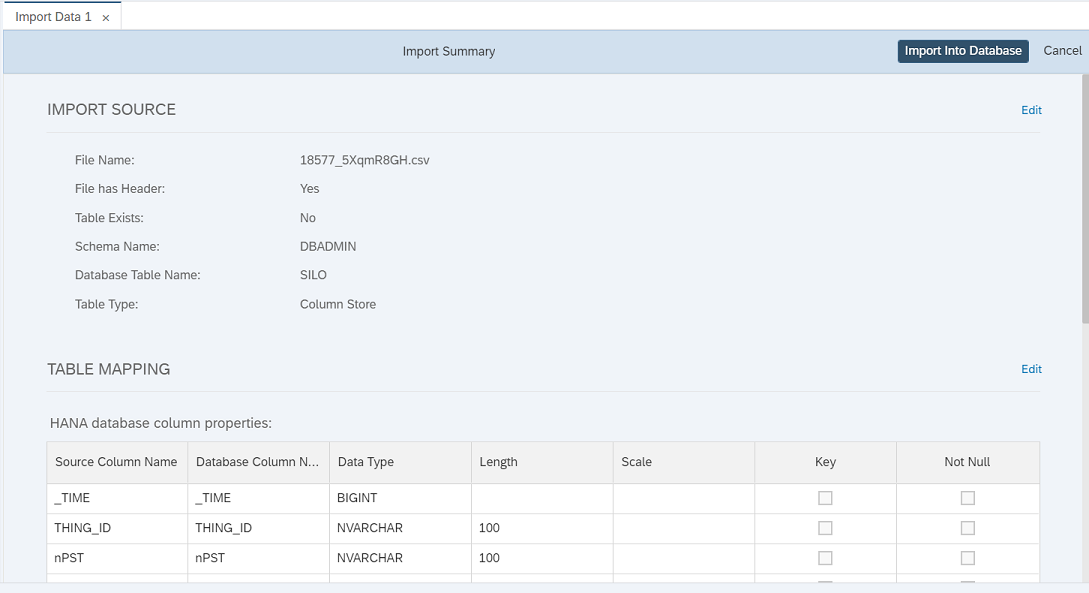 Import Data 1 ×
Import Summary Import Into Database Cancel
IMPORT SOURCE Edit
File Name: 18577_5XqmR8GH.csv
File has Header: Yes
Table Exists: No
Schema Name: DBADMIN
Database Table Name: SILO
Table Type: Column Store
TABLE MAPPING Edit
HANA database column properties:
Source Column Name Database Column N... Data Type Length Scale Key Not Null
_TIME _TIME BIGINT
THING_ID THING_ID NVARCHAR 100
nPST nPST NVARCHAR 100